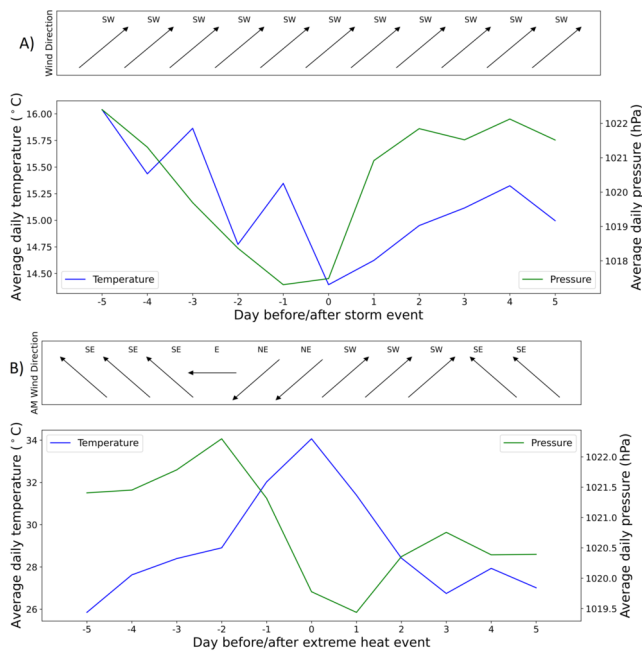 A)
Wind Direction
SW SW SW SW SW SW SW SW SW SW SW
Average daily temperature (°C)
16.00
15.75
15.50
15.25
15.00
14.75
14.50
Temperature
Pressure
1022
1021
1020
1019
1018
Average daily pressure (hPa)
-5 -4 -3 -2 -1 0 1 2 3 4 5
Day before/after storm event
B)
AM Wind Direction
SE SE SE E NE NE SW SW SW SE SE
Average daily temperature (°C)
34
32
30
28
26
Temperature
Pressure
1022.0
1021.5
1021.0
1020.5
1020.0
1019.5
Average daily pressure (hPa)
-5 -4 -3 -2 -1 0 1 2 3 4 5
Day before/after extreme heat event